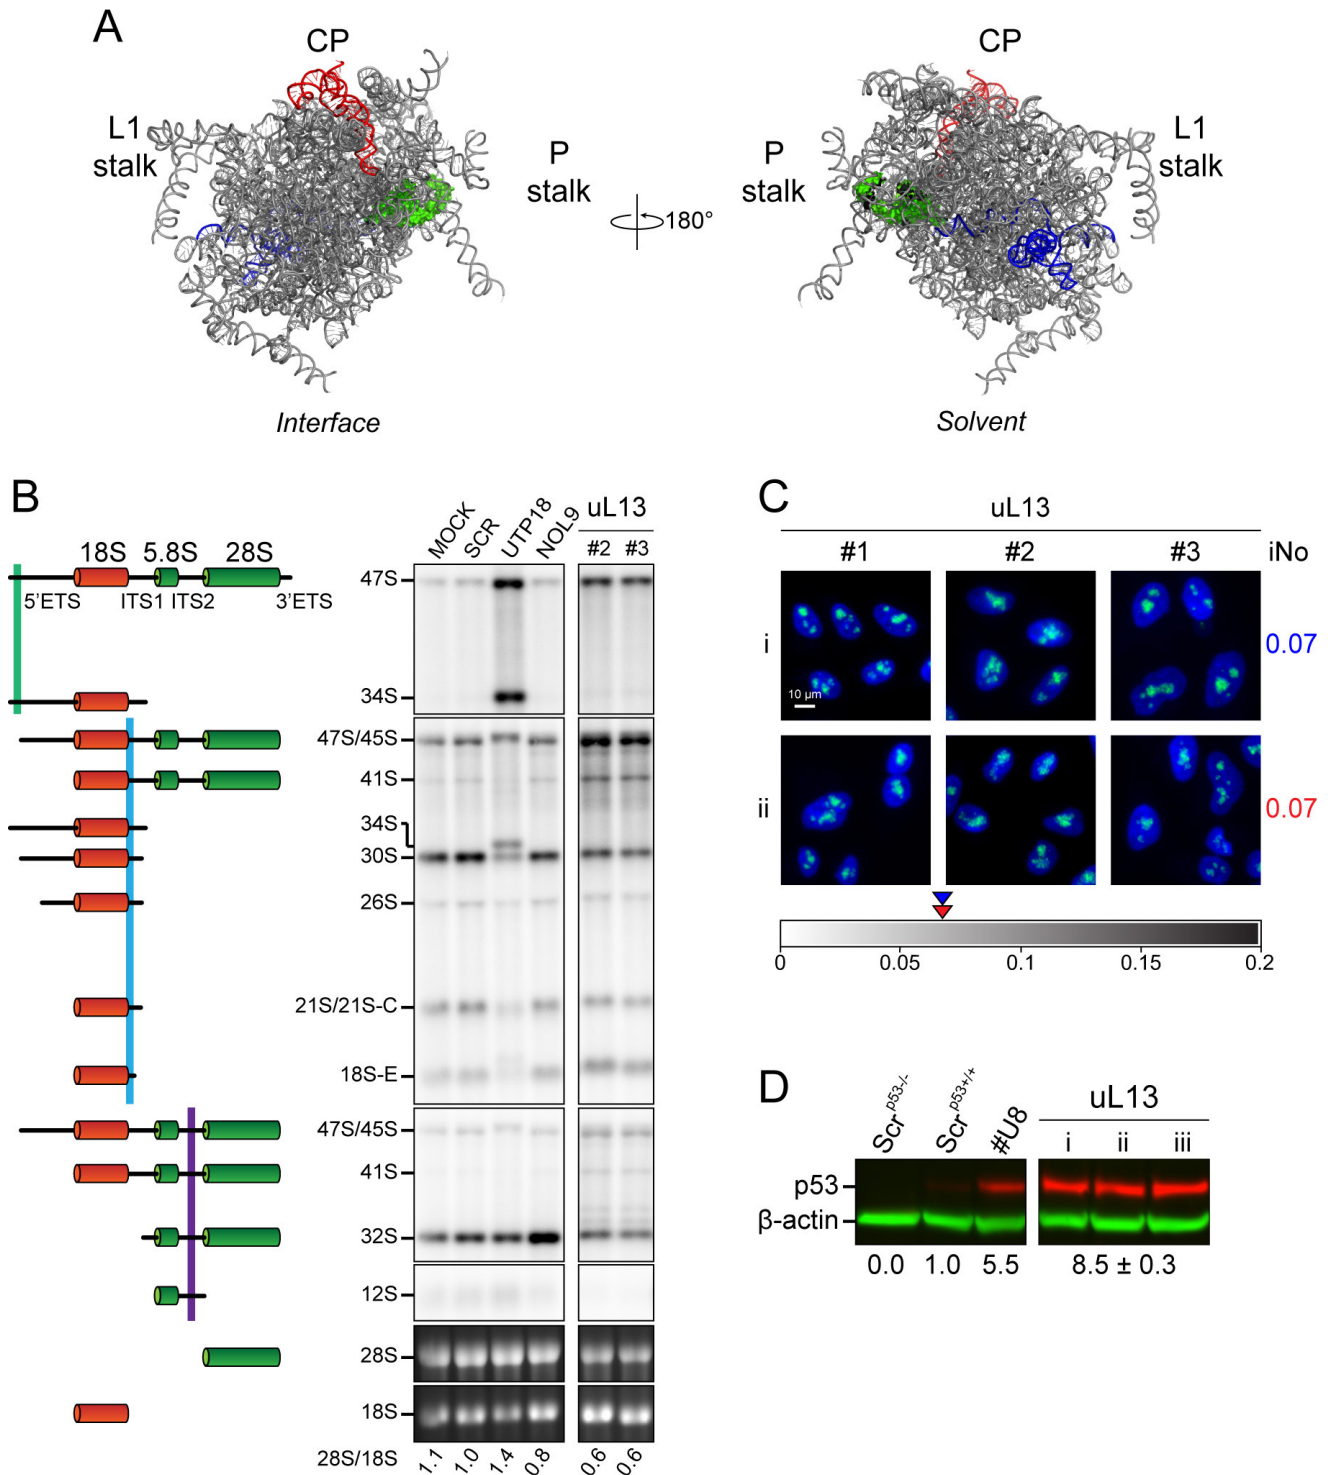 A
CP
L1
stalk
P
stalk
180°
CP
P
stalk
L1
stalk
Interface
Solvent
B
18S 5.8S 28S
5'ETS ITS1 ITS2 3'ETS
MOCK SCR UTP18 NOL9
uL13
#2 #3
47S
34S
47S/45S
41S
34S
30S
26S
21S/21S-C
18S-E
47S/45S
41S
32S
12S
28S
18S
28S/18S 1.1 1.0 1.4 0.8 0.6 0.6
C
uL13
#1 #2 #3 iNo
i 0.07
10 µm
ii 0.07
0 0.05 0.1 0.15 0.2
D
Scr p53-/- Scr p53+/+ #U8
uL13
i ii iii
p53
β-actin
0.0 1.0 5.5 8.5 ± 0.3